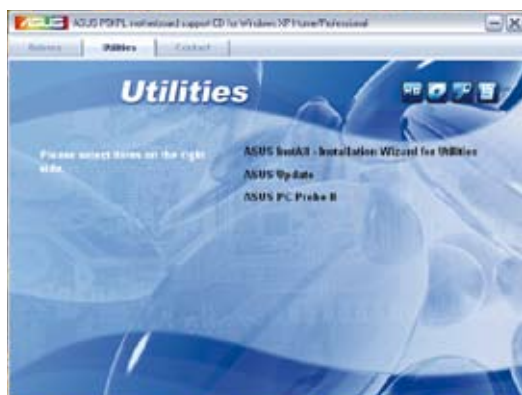 ASUS motherboard support CD for Windows XP Home/Professional
Drivers Utilities Contact
Utilities
Please select items on the right side.
ASUS InstAll - Installation Wizard for Utilities
ASUS Update
ASUS PC Probe II